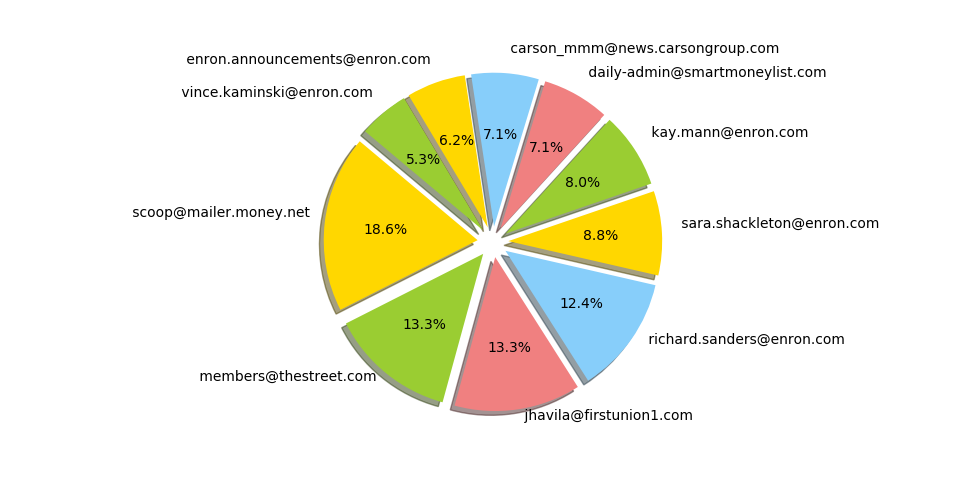 carson_mmm@news.carsongroup.com
enron.announcements@enron.com
daily-admin@smartmoneylist.com
vince.kaminski@enron.com
kay.mann@enron.com
7.1%
6.2%
7.1%
5.3%
8.0%
scoop@mailer.money.net
sara.shackleton@enron.com
18.6%
8.8%
12.4%
13.3%
richard.sanders@enron.com
13.3%
members@thestreet.com
jhavila@firstunion1.com